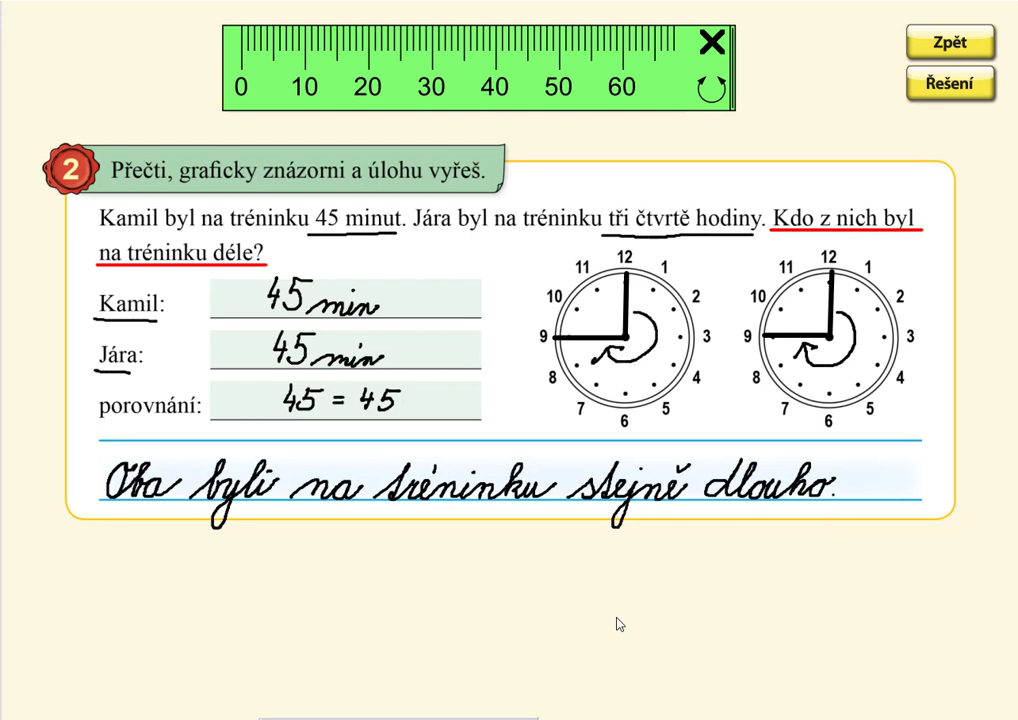 0 10 20 30 40 50 60
Zpět
Řešení
2 Přečti, graficky znázorni a úlohu vyřeš.
Kamil byl na tréninku 45 minut. Jára byl na tréninku tři čtvrtě hodiny. Kdo z nich byl
na tréninku déle?
Kamil: 45 min
Jára: 45 min
porovnání: 45 = 45
12 1 2 3 4 5 6 7 8 9 10 11
12 1 2 3 4 5 6 7 8 9 10 11
Oba byli na tréninku stejně dlouho.